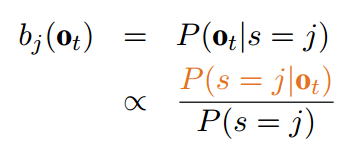 b_j(𝐨_t) = P(𝐨_t|s = j)
∝ P(s = j|𝐨_t) / P(s = j)